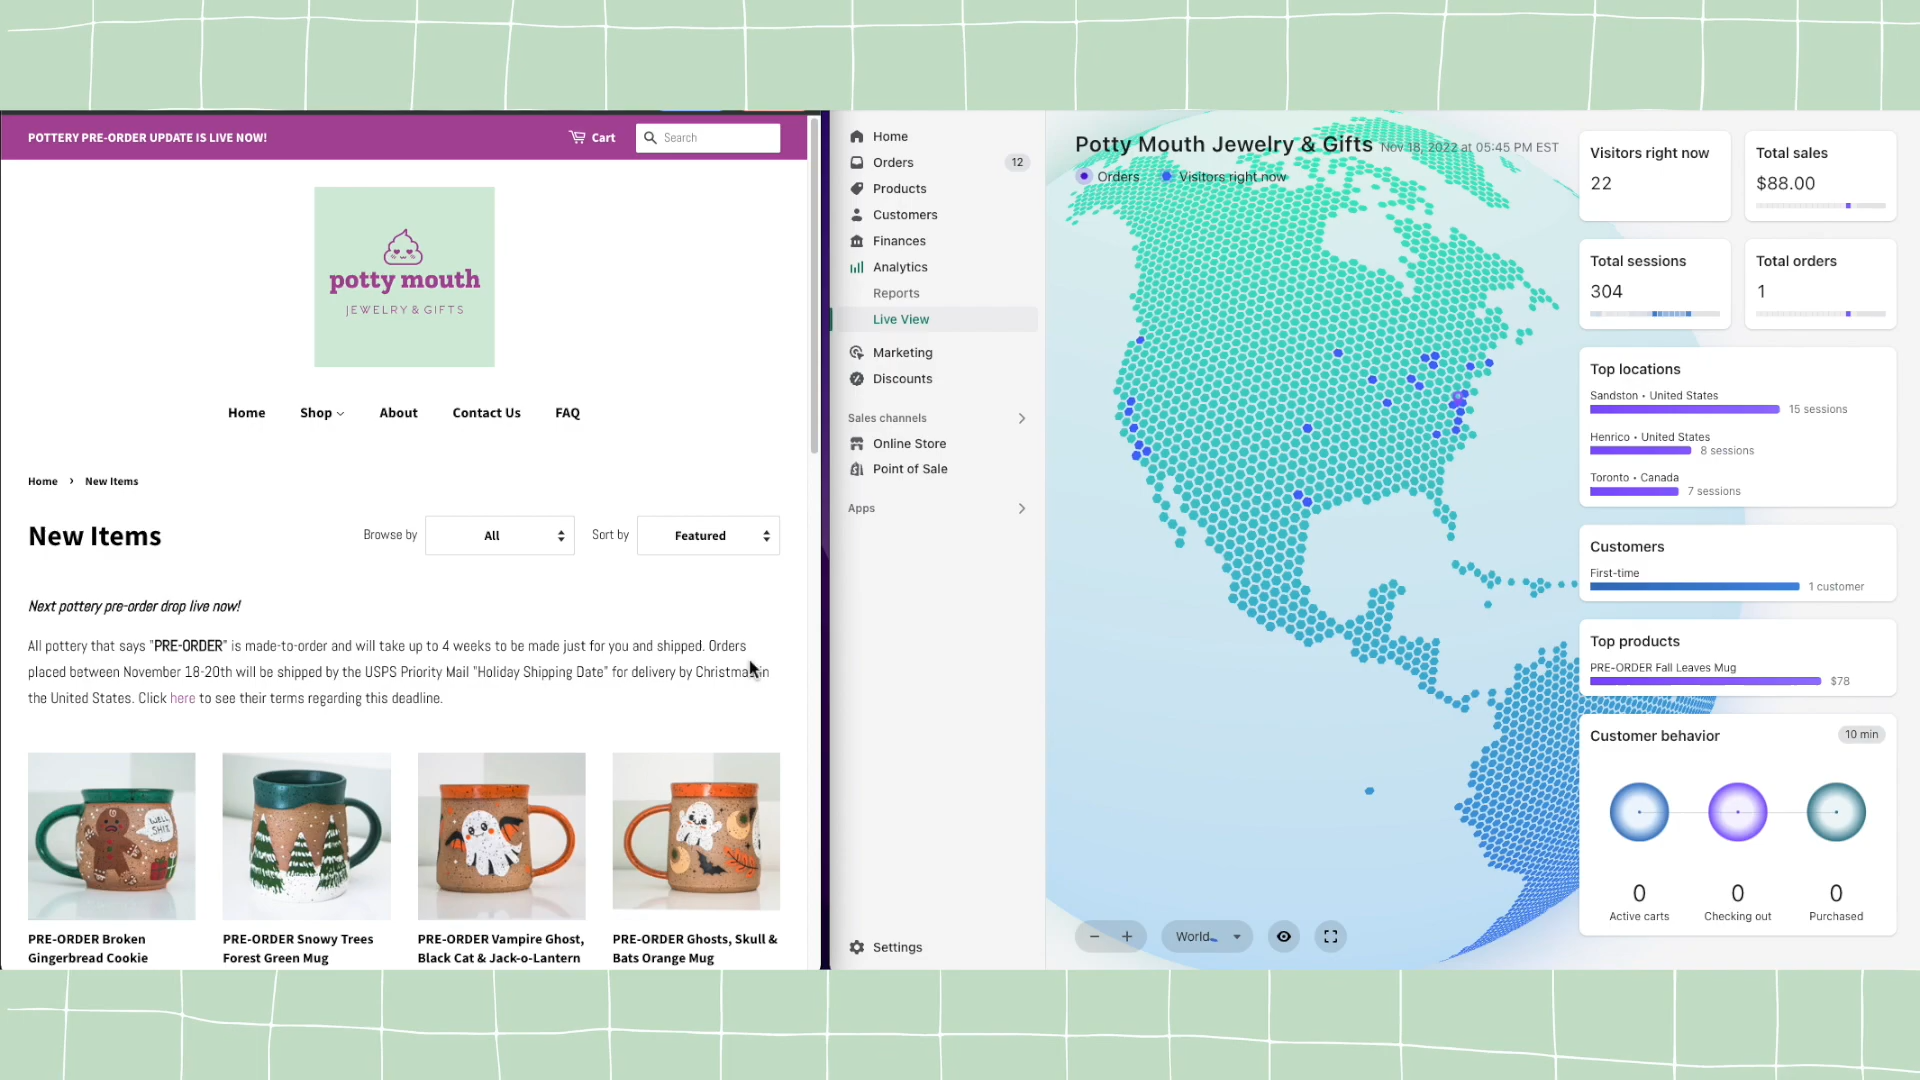 POTTERY PRE-ORDER UPDATE IS LIVE NOW!
Cart
Search
potty mouth
JEWELRY & GIFTS
Home
Shop
About
Contact Us
FAQ
Home › New Items
New Items
Browse by
All
Sort by
Featured
Next pottery pre-order drop live now!
All pottery that says "PRE-ORDER" is made-to-order and will take up to 4 weeks to be made just for you and shipped. Orders
placed between November 18-20th will be shipped by the USPS Priority Mail "Holiday Shipping Date" for delivery by Christmas in
the United States. Click here to see their terms regarding this deadline.
WELL,
SHIT
PRE-ORDER Broken
Gingerbread Cookie
PRE-ORDER Snowy Trees
Forest Green Mug
PRE-ORDER Vampire Ghost,
Black Cat & Jack-o-Lantern
PRE-ORDER Ghosts, Skull &
Bats Orange Mug
Home
Orders 12
Products
Customers
Finances
Analytics
Reports
Live View
Marketing
Discounts
Sales channels
Online Store
Point of Sale
Apps
Settings
Potty Mouth Jewelry & Gifts Nov 18, 2022 at 05:45 PM EST
Orders
Visitors right now
World
Visitors right now
22
Total sales
$88.00
Total sessions
304
Total orders
1
Top locations
Sandston • United States
15 sessions
Henrico • United States
8 sessions
Toronto • Canada
7 sessions
Customers
First-time
1 customer
Top products
PRE-ORDER Fall Leaves Mug
$78
Customer behavior
10 min
0
Active carts
0
Checking out
0
Purchased